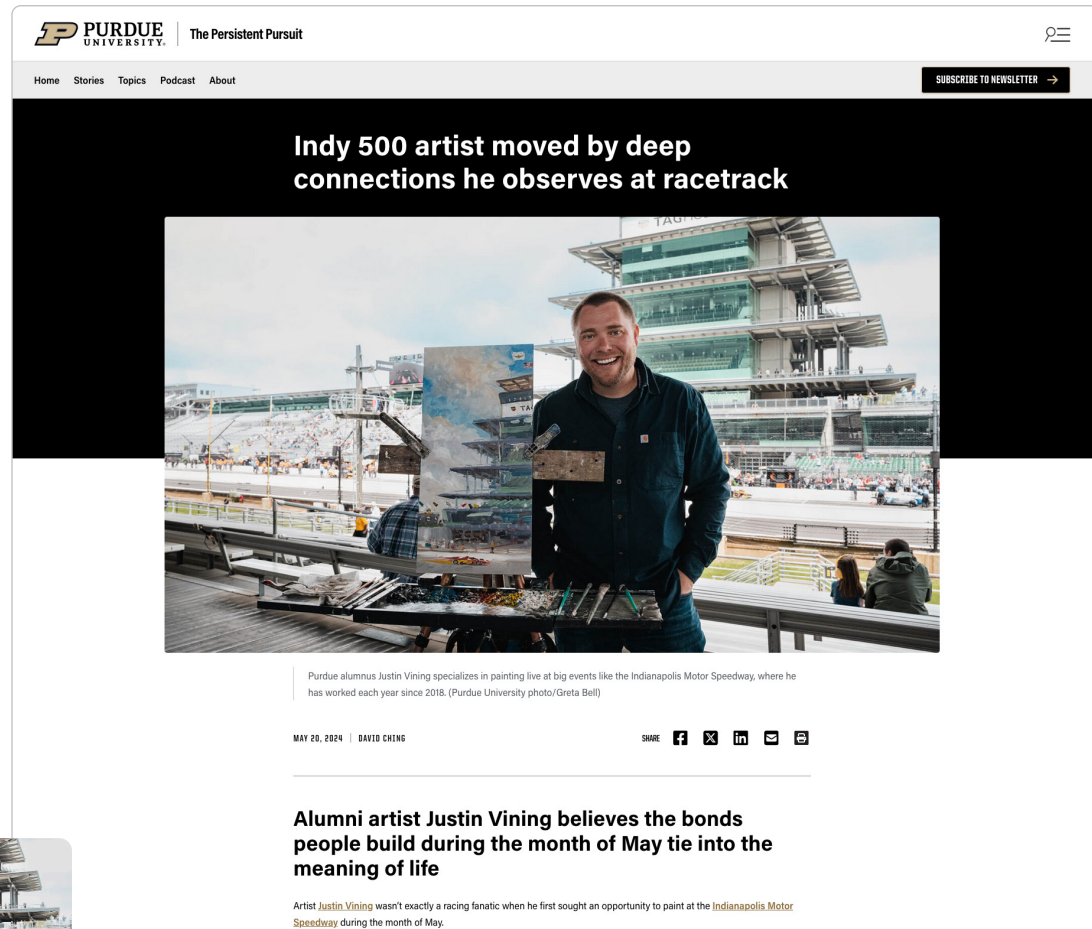 PURDUE
UNIVERSITY®
The Persistent Pursuit
Home Stories Topics Podcast About
SUBSCRIBE TO NEWSLETTER
Indy 500 artist moved by deep
connections he observes at racetrack
Purdue alumnus Justin Vining specializes in painting live at big events like the Indianapolis Motor Speedway, where he
has worked each year since 2018. (Purdue University photo/Greta Bell)
MAY 20, 2024 | DAVID CHING
SHARE
Alumni artist Justin Vining believes the bonds
people build during the month of May tie into the
meaning of life
Artist Justin Vining wasn't exactly a racing fanatic when he first sought an opportunity to paint at the Indianapolis Motor
Speedway during the month of May.